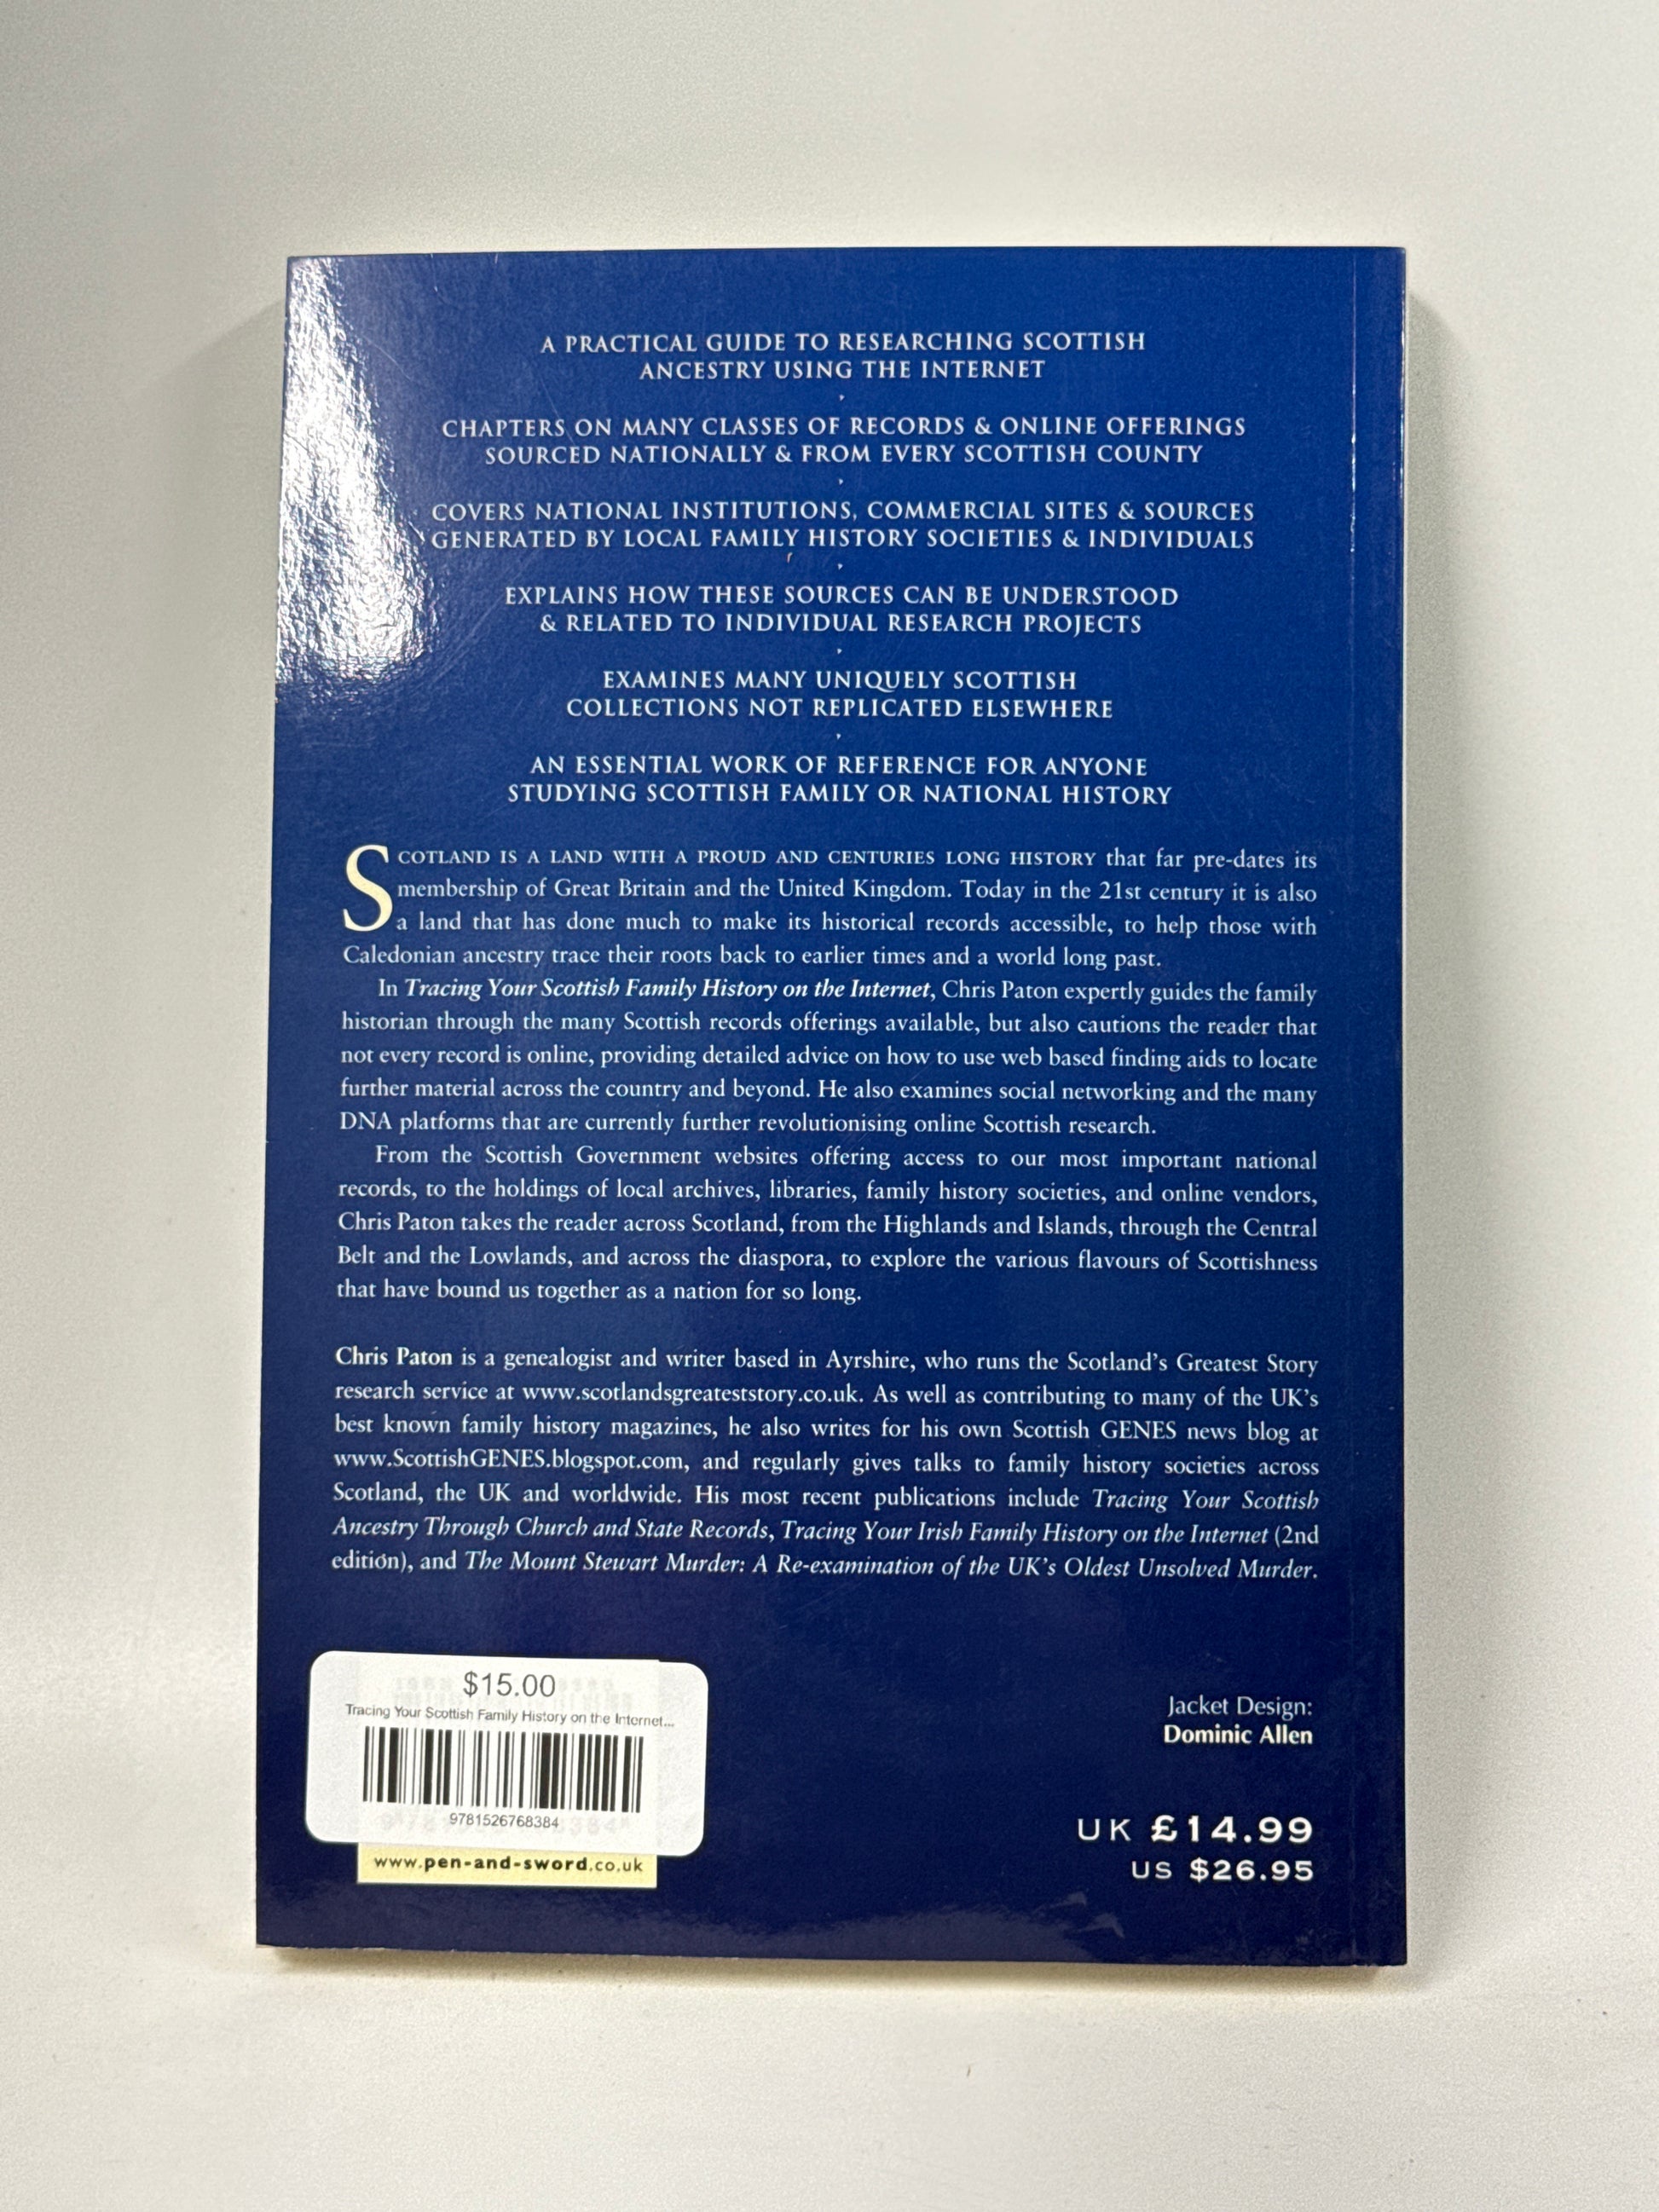 A PRACTICAL GUIDE TO RESEARCHING SCOTTISH
ANCESTRY USING THE INTERNET
CHAPTERS ON MANY CLASSES OF RECORDS & ONLINE OFFERINGS
SOURCED NATIONALLY & FROM EVERY SCOTTISH COUNTY
COVERS NATIONAL INSTITUTIONS, COMMERCIAL SITES & SOURCES
GENERATED BY LOCAL FAMILY HISTORY SOCIETIES & INDIVIDUALS
EXPLAINS HOW THESE SOURCES CAN BE UNDERSTOOD
& RELATED TO INDIVIDUAL RESEARCH PROJECTS
EXAMINES MANY UNIQUELY SCOTTISH
COLLECTIONS NOT REPLICATED ELSEWHERE
AN ESSENTIAL WORK OF REFERENCE FOR ANYONE
STUDYING SCOTTISH FAMILY OR NATIONAL HISTORY
SCOTLAND IS A LAND WITH A PROUD AND CENTURIES LONG HISTORY that far pre-dates its
membership of Great Britain and the United Kingdom. Today in the 21st century it is also
a land that has done much to make its historical records accessible, to help those with
Caledonian ancestry trace their roots back to earlier times and a world long past.
In Tracing Your Scottish Family History on the Internet, Chris Paton expertly guides the family
historian through the many Scottish records offerings available, but also cautions the reader that
not every record is online, providing detailed advice on how to use web based finding aids to locate
further material across the country and beyond. He also examines social networking and the many
DNA platforms that are currently further revolutionising online Scottish research.
From the Scottish Government websites offering access to our most important national
records, to the holdings of local archives, libraries, family history societies, and online vendors,
Chris Paton takes the reader across Scotland, from the Highlands and Islands, through the Central
Belt and the Lowlands, and across the diaspora, to explore the various flavours of Scottishness
that have bound us together as a nation for so long.
Chris Paton is a genealogist and writer based in Ayrshire, who runs the Scotland's Greatest Story
research service at www.scotlandsgreateststory.co.uk. As well as contributing to many of the UK's
best known family history magazines, he also writes for his own Scottish GENES news blog at
www.ScottishGENES.blogspot.com, and regularly gives talks to family history societies across
Scotland, the UK and worldwide. His most recent publications include Tracing Your Scottish
Ancestry Through Church and State Records, Tracing Your Irish Family History on the Internet (2nd
edition), and The Mount Stewart Murder: A Re-examination of the UK's Oldest Unsolved Murder.
$15.00
Tracing Your Scottish Family History on the Internet...
9781526768384
www.pen-and-sword.co.uk
Jacket Design:
Dominic Allen
UK £14.99
US $26.95